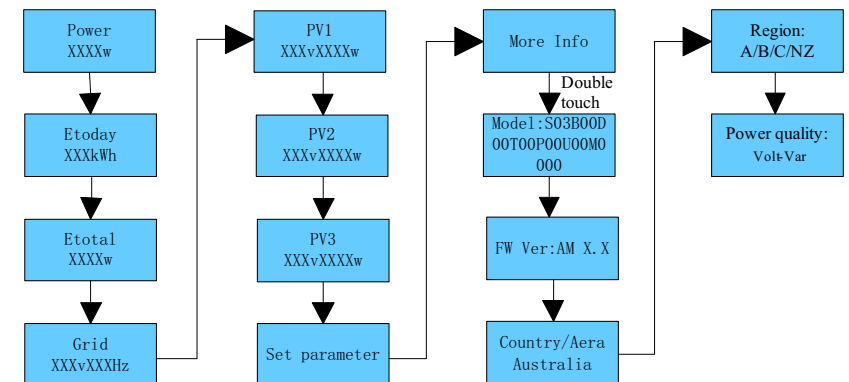 Power
XXXXw
Etoday
XXXkWh
Etotal
XXXXw
Grid
XXXvXXXHz
PV1
XXXvXXXXw
PV2
XXXvXXXXw
PV3
XXXvXXXXw
Set parameter
More Info
Double
touch
Model:S03B00D
00T00P00U00M0
000
FW Ver:AM X.X
Country/Aera
Australia
Region:
A/B/C/NZ
Power quality:
Volt-Var